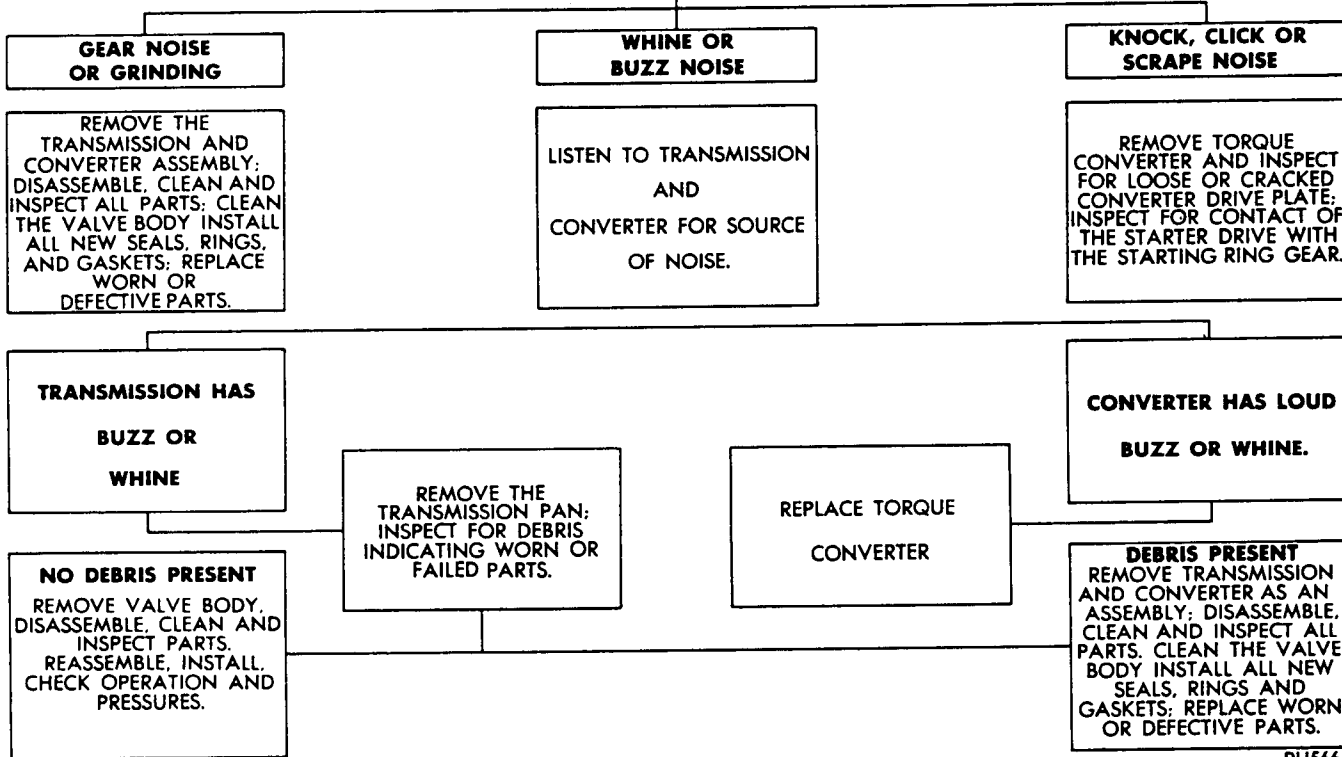 GEAR NOISE
OR GRINDING
WHINE OR
BUZZ NOISE
KNOCK, CLICK OR
SCRAPE NOISE
REMOVE THE
TRANSMISSION AND
CONVERTER ASSEMBLY;
DISASSEMBLE, CLEAN AND
INSPECT ALL PARTS; CLEAN
THE VALVE BODY INSTALL
ALL NEW SEALS, RINGS,
AND GASKETS; REPLACE
WORN OR
DEFECTIVE PARTS.
LISTEN TO TRANSMISSION
AND
CONVERTER FOR SOURCE
OF NOISE.
REMOVE TORQUE
CONVERTER AND INSPECT
FOR LOOSE OR CRACKED
CONVERTER DRIVE PLATE;
INSPECT FOR CONTACT OF
THE STARTER DRIVE WITH
THE STARTING RING GEAR.
TRANSMISSION HAS
BUZZ OR
WHINE
CONVERTER HAS LOUD
BUZZ OR WHINE.
REMOVE THE
TRANSMISSION PAN;
INSPECT FOR DEBRIS
INDICATING WORN OR
FAILED PARTS.
REPLACE TORQUE
CONVERTER
NO DEBRIS PRESENT
REMOVE VALVE BODY,
DISASSEMBLE, CLEAN AND
INSPECT PARTS.
REASSEMBLE, INSTALL,
CHECK OPERATION AND
PRESSURES.
DEBRIS PRESENT
REMOVE TRANSMISSION
AND CONVERTER AS AN
ASSEMBLY; DISASSEMBLE,
CLEAN AND INSPECT ALL
PARTS. CLEAN THE VALVE
BODY INSTALL ALL NEW
SEALS, RINGS AND
GASKETS; REPLACE WORN
OR DEFECTIVE PARTS.